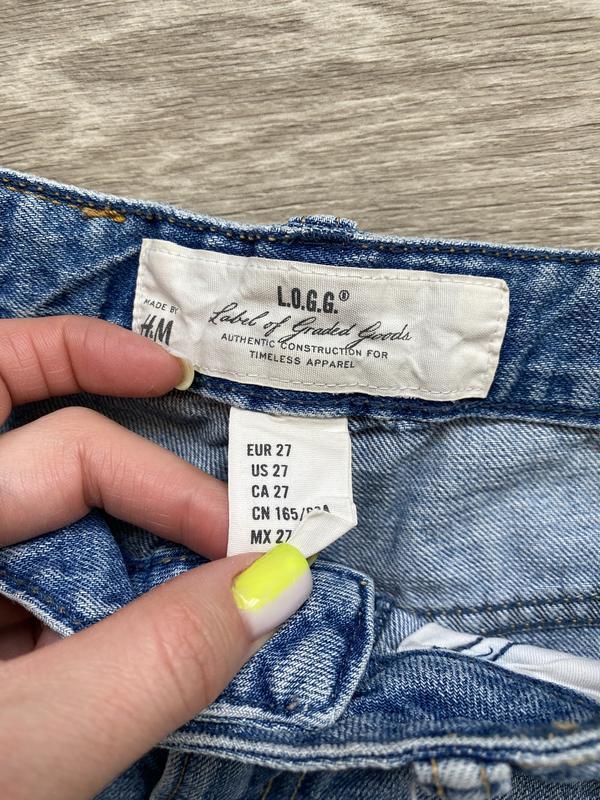 L.O.G.G.®
MADE BY
H&M
Label of Graded Goods
AUTHENTIC CONSTRUCTION FOR
TIMELESS APPAREL
EUR 27
US 27
CA 27
CN
MX 27